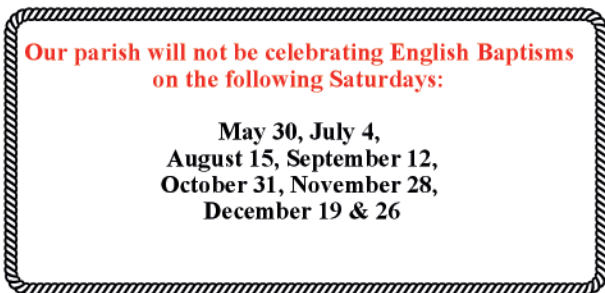 Our parish will not be celebrating English Baptisms
on the following Saturdays:
May 30, July 4,
August 15, September 12,
October 31, November 28,
December 19 & 26